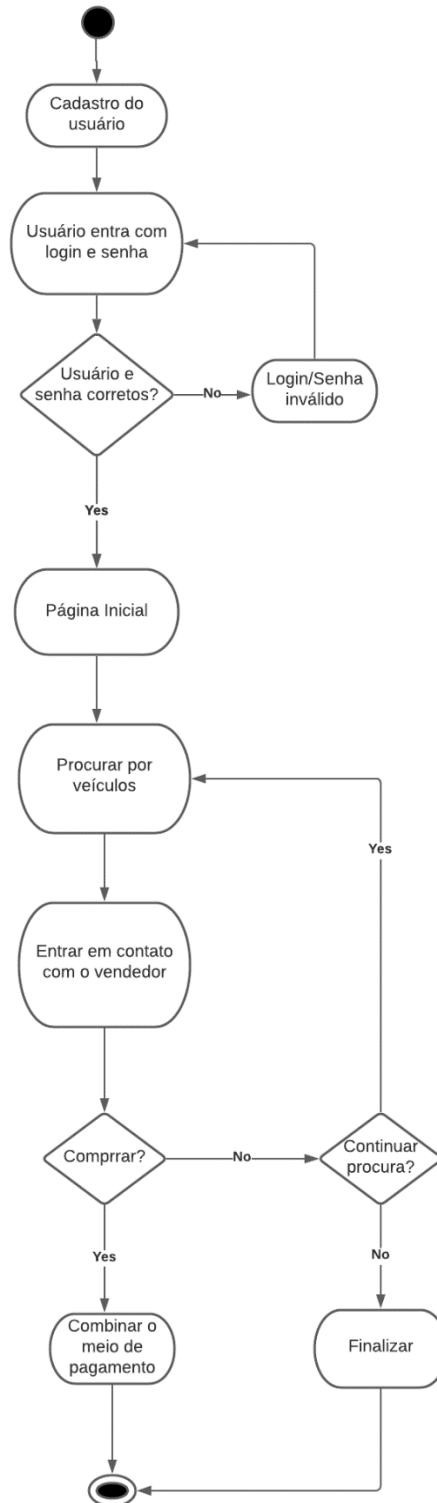 Cadastro do
usuário
Usuário entra com
login e senha
Usuário e
senha corretos?
No
Login/Senha
inválido
Yes
Página Inicial
Procurar por
veículos
Yes
Entrar em contato
com o vendedor
Comprrar?
No
Continuar
procura?
Yes
No
Combinar o
meio de
pagamento
Finalizar